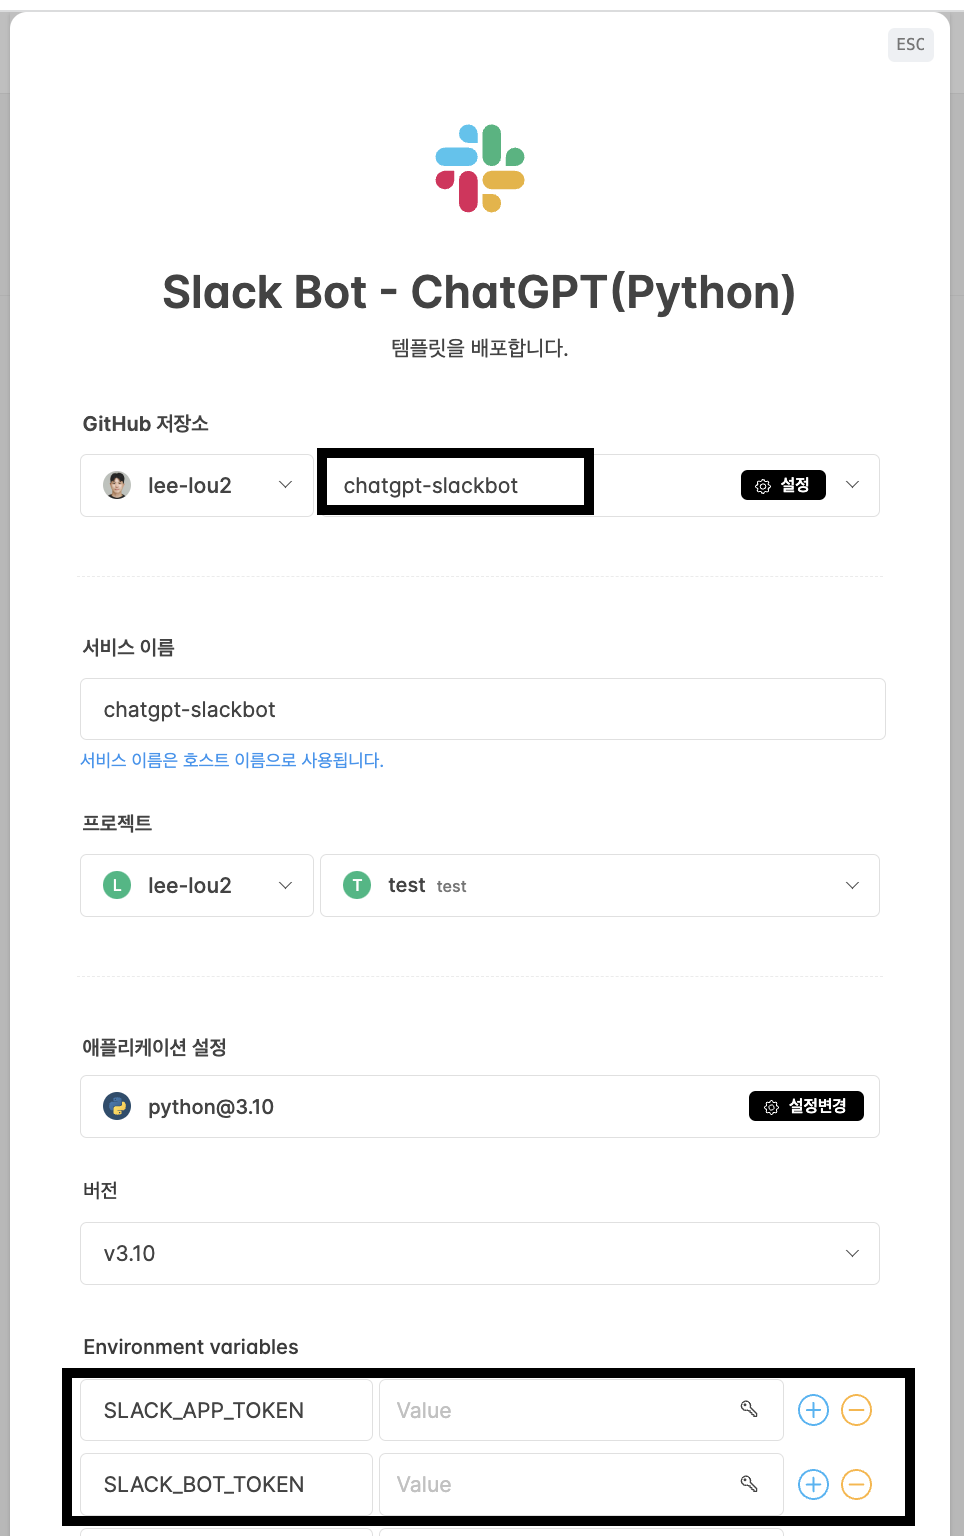 ESC
Slack Bot - ChatGPT(Python)
템플릿을 배포합니다.
GitHub 저장소
lee-lou2
chatgpt-slackbot
설정
서비스 이름
chatgpt-slackbot
서비스 이름은 호스트 이름으로 사용됩니다.
프로젝트
L lee-lou2
T test test
애플리케이션 설정
python@3.10
설정변경
버전
v3.10
Environment variables
SLACK_APP_TOKEN Value
SLACK_BOT_TOKEN Value